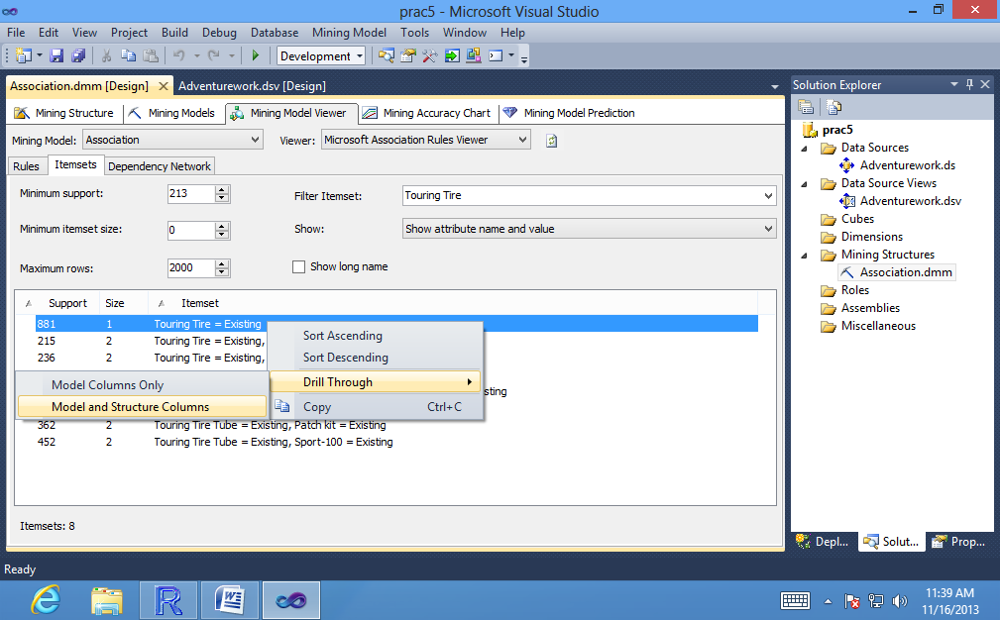 prac5 - Microsoft Visual Studio
File Edit View Project Build Debug Database Mining Model Tools Window Help
Development
Association.dmm [Design] Adventurework.dsv [Design]
Mining Structure Mining Models Mining Model Viewer Mining Accuracy Chart Mining Model Prediction
Mining Model: Association Viewer: Microsoft Association Rules Viewer
Rules Itemsets Dependency Network
Minimum support: 213 Filter Itemset: Touring Tire
Minimum itemset size: 0 Show: Show attribute name and value
Maximum rows: 2000 Show long name
Support Size Itemset
881 1 Touring Tire = Existing
215 2 Touring Tire = Existing,
236 2 Touring Tire = Existing,
sting
362 2 Touring Tire Tube = Existing, Patch kit = Existing
452 2 Touring Tire Tube = Existing, Sport-100 = Existing
Sort Ascending
Sort Descending
Drill Through
Copy Ctrl+C
Model Columns Only
Model and Structure Columns
Itemsets: 8
Solution Explorer
prac5
Data Sources
Adventurework.ds
Data Source Views
Adventurework.dsv
Cubes
Dimensions
Mining Structures
Association.dmm
Roles
Assemblies
Miscellaneous
Depl... Solut... Prop...
Ready
11:39 AM
11/16/2013